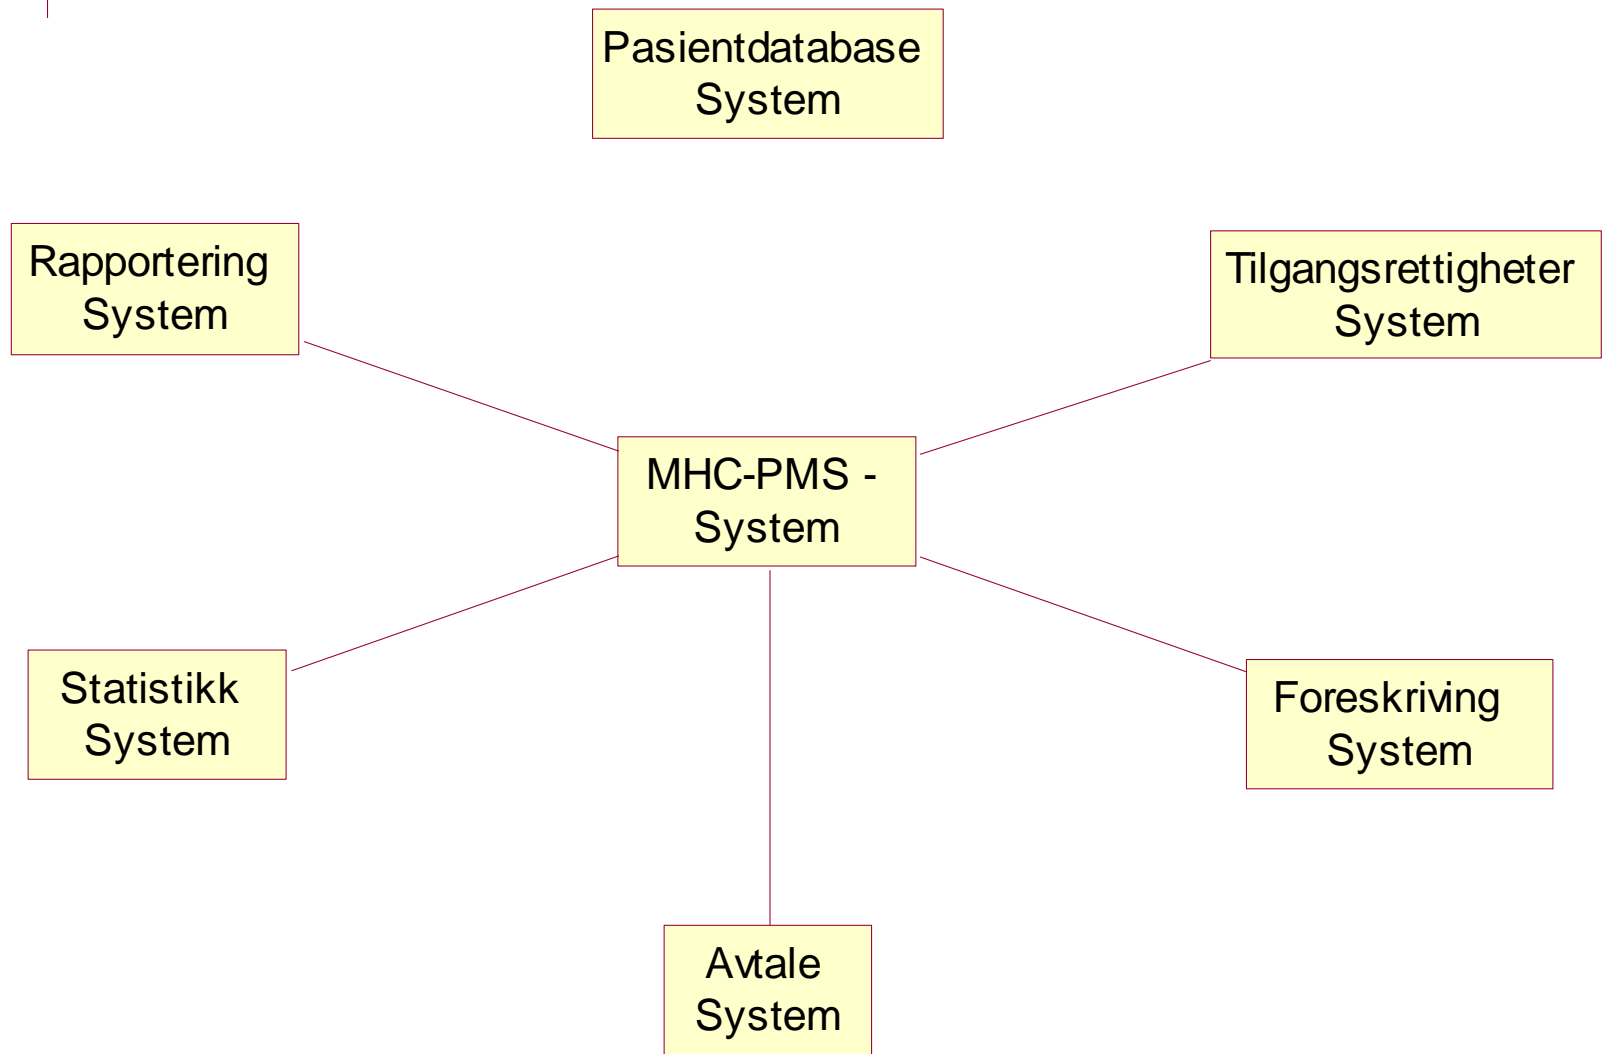 Pasientdatabase
System
Rapportering
System
Tilgangsrettigheter
System
MHC-PMS -
System
Statistikk
System
Foreskriving
System
Avtale
System